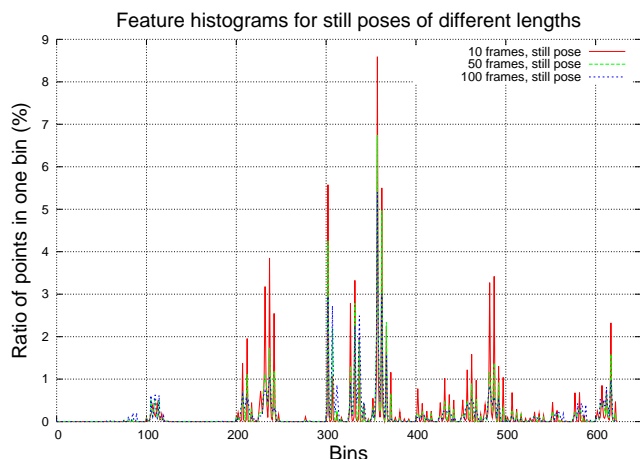 Feature histograms for still poses of different lengths
10 frames, still pose
50 frames, still pose
100 frames, still pose
Ratio of points in one bin (%)
9
8
7
6
5
4
3
2
1
0
0 100 200 300 400 500 600
Bins